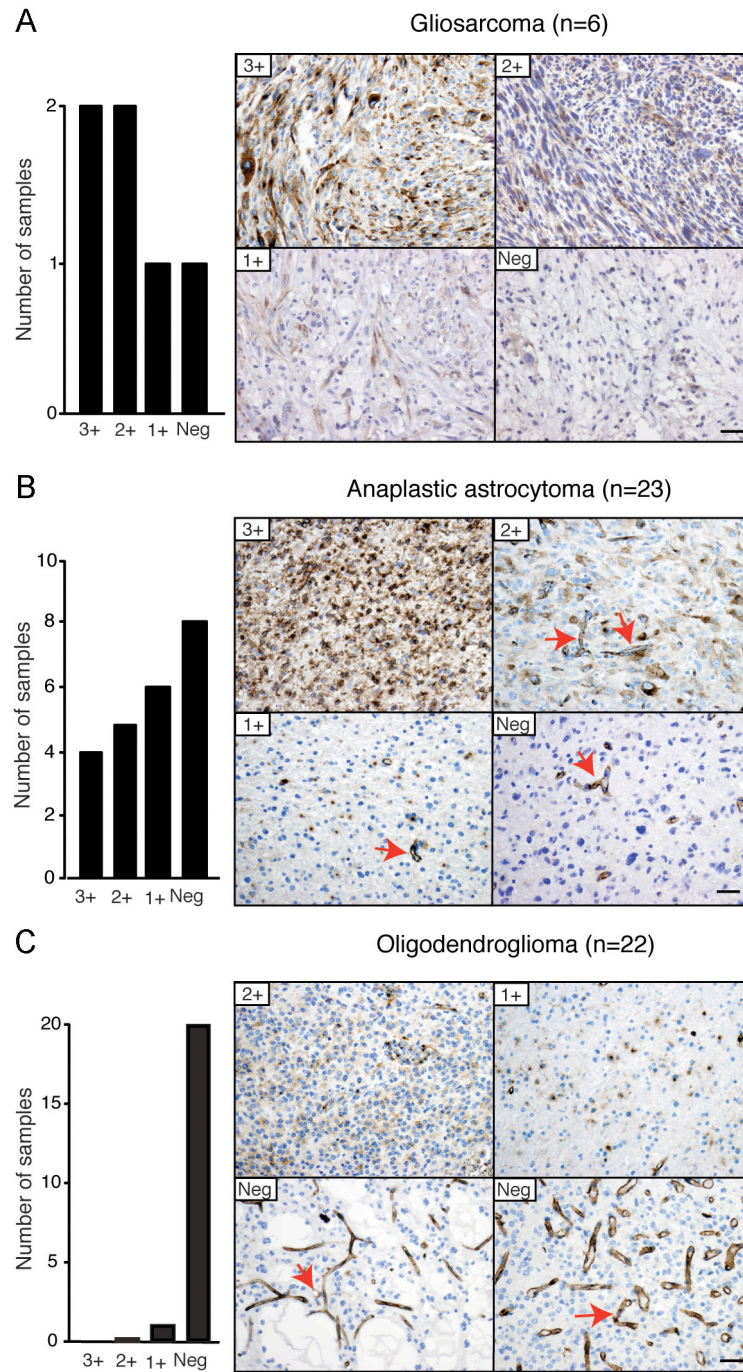 A
Gliosarcoma (n=6)
Number of samples
2
1
0
3+ 2+ 1+ Neg
3+
2+
1+
Neg
B
Anaplastic astrocytoma (n=23)
Number of samples
10
8
6
4
2
0
3+ 2+ 1+ Neg
3+
2+
1+
Neg
C
Oligodendroglioma (n=22)
Number of samples
20
15
10
5
0
3+ 2+ 1+ Neg
2+
1+
Neg
Neg